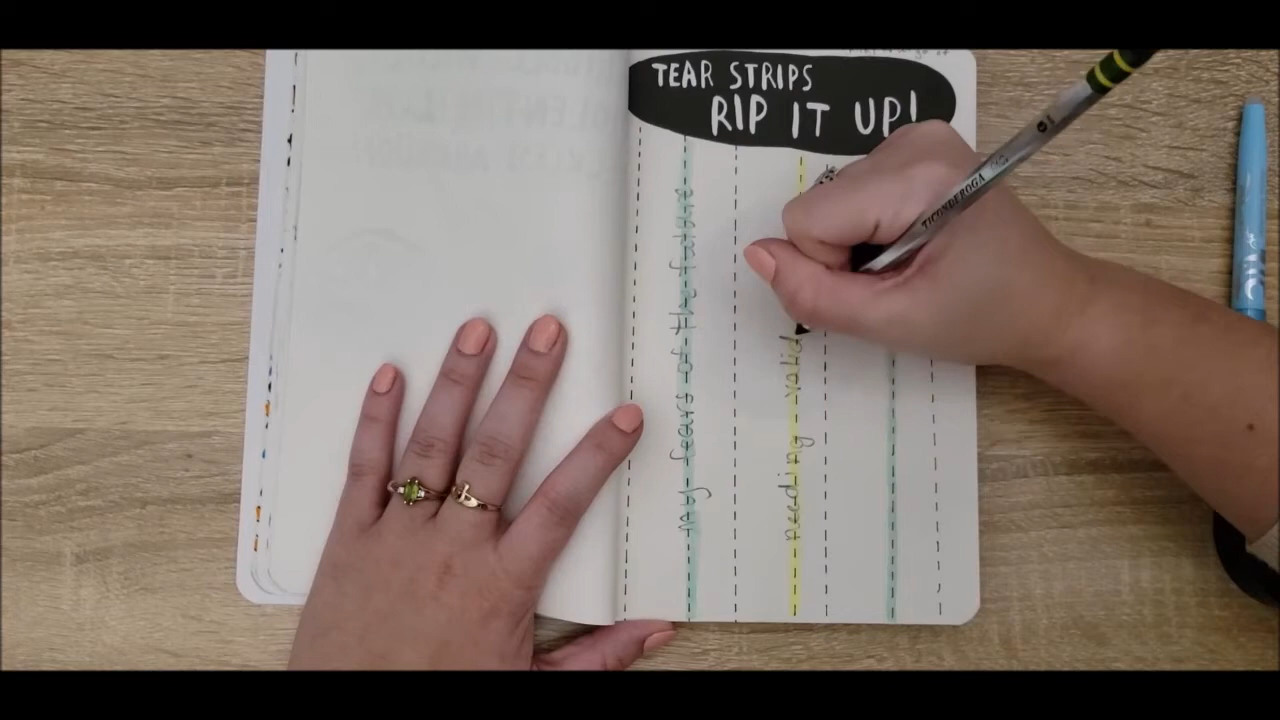 TEAR STRIPS
RIP IT UP!
my fears of the future
needing valid
TICONDEROGA